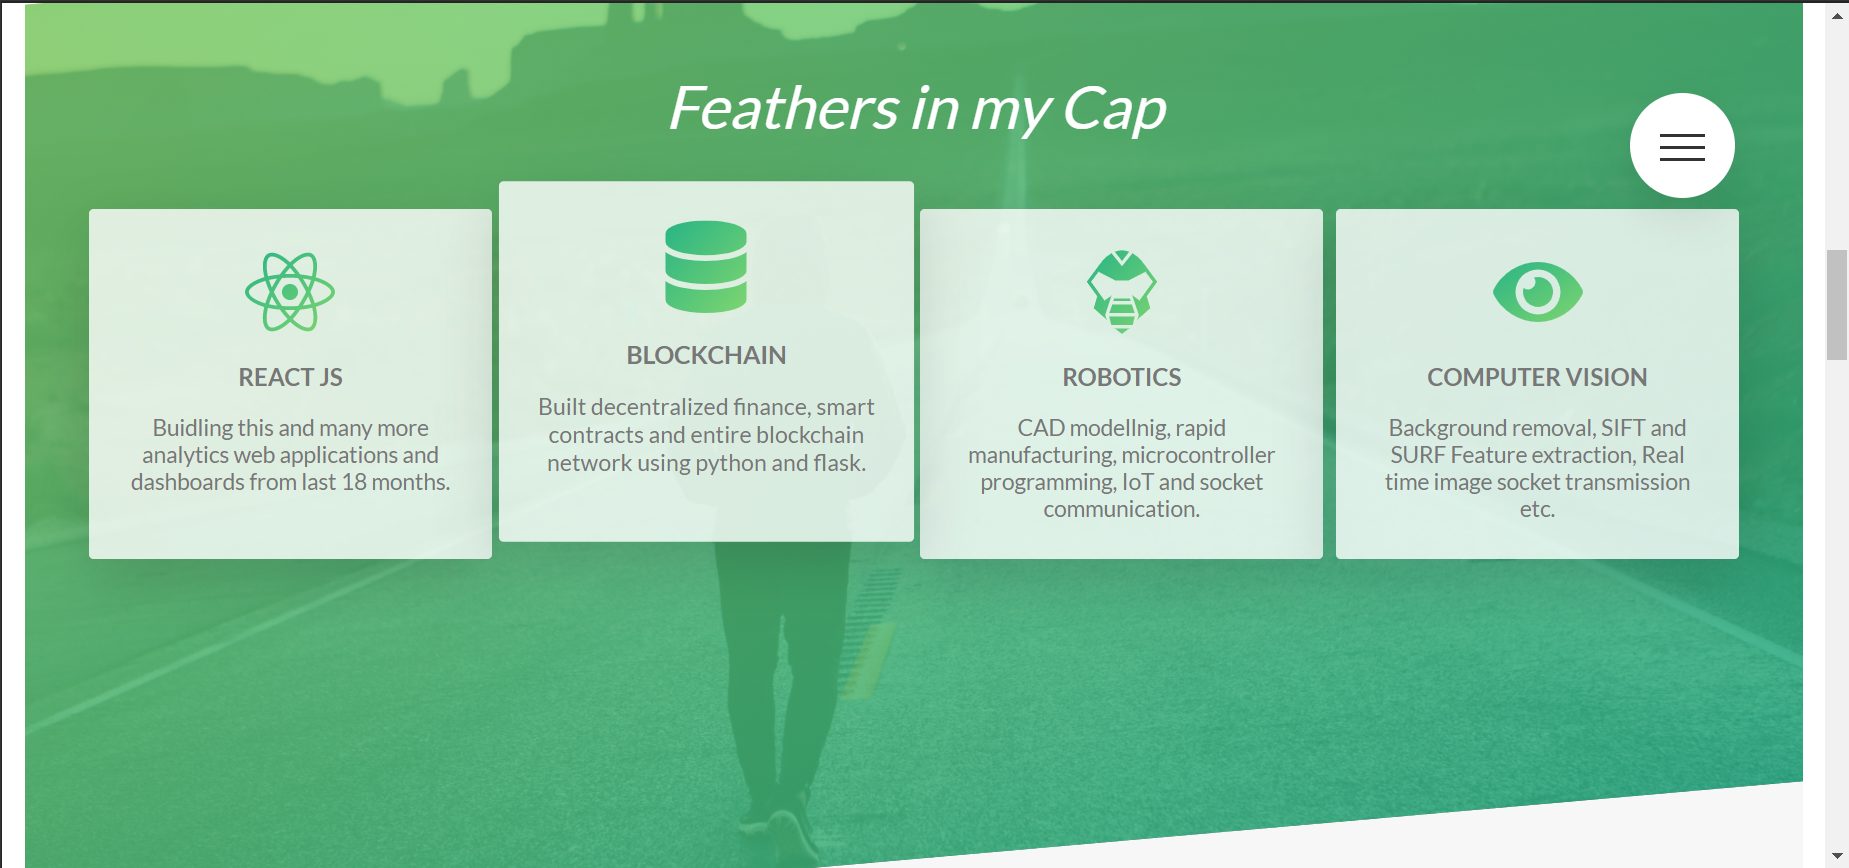 Feathers in my Cap
REACT JS
Buidling this and many more
analytics web applications and
dashboards from last 18 months.
BLOCKCHAIN
Built decentralized finance, smart
contracts and entire blockchain
network using python and flask.
ROBOTICS
CAD modellnig, rapid
manufacturing, microcontroller
programming, IoT and socket
communication.
COMPUTER VISION
Background removal, SIFT and
SURF Feature extraction, Real
time image socket transmission
etc.